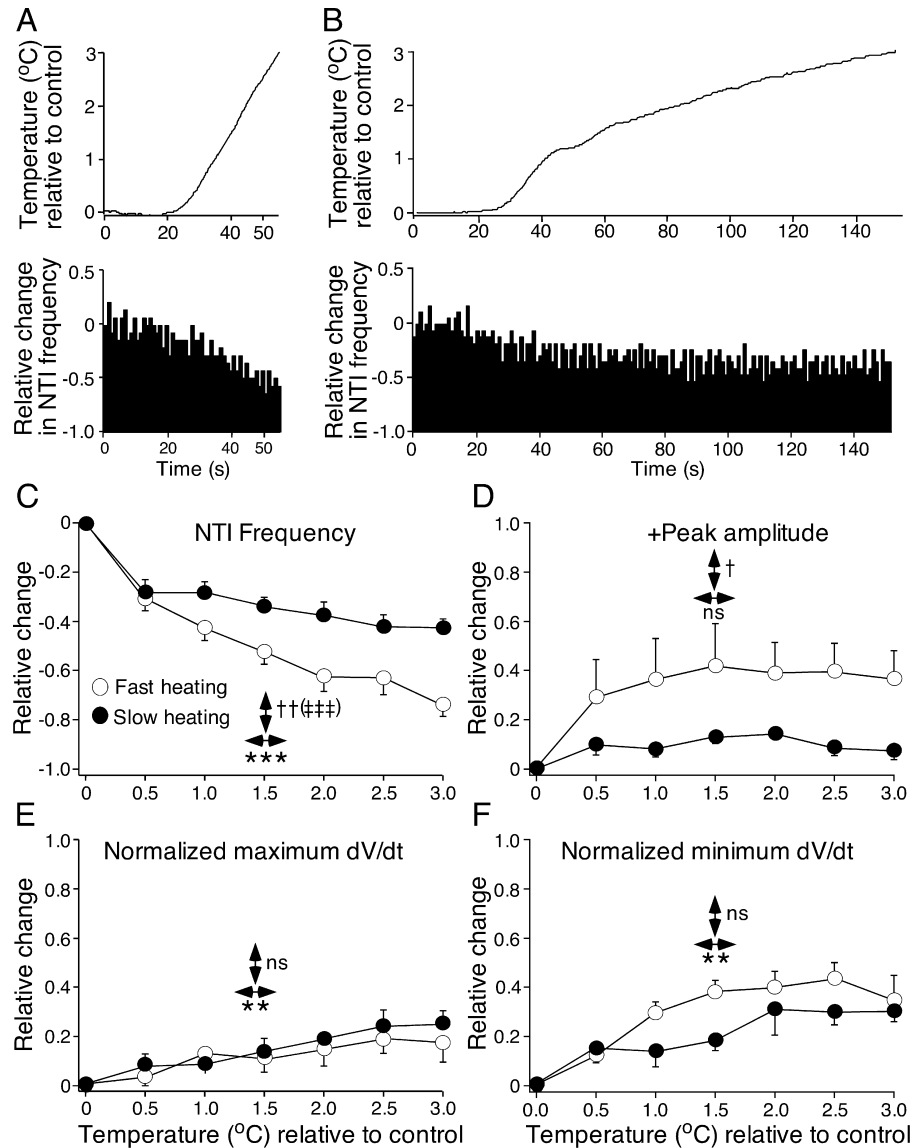 A
Temperature (°C)
relative to control
3
2
1
0
0 20 40 50
B
Temperature (°C)
relative to control
3
2
1
0
0 20 40 60 80 100 120 140
Relative change
in NTI frequency
0.5
0
-0.5
-1.0
0 20 40 50
Time (s)
Relative change
in NTI frequency
0.5
0
-0.5
-1.0
0 20 40 60 80 100 120 140
Time (s)
C
NTI Frequency
Relative change
0
-0.2
-0.4
-0.6
-0.8
-1.0
Fast heating
Slow heating
††(‡‡‡)
***
0 0.5 1.0 1.5 2.0 2.5 3.0
D
+Peak amplitude
Relative change
1.0
0.8
0.6
0.4
0.2
0
†
ns
0 0.5 1.0 1.5 2.0 2.5 3.0
E
Normalized maximum dV/dt
Relative change
1.0
0.8
0.6
0.4
0.2
0
ns
**
0 0.5 1.0 1.5 2.0 2.5 3.0
Temperature (°C) relative to control
F
Normalized minimum dV/dt
Relative change
1.0
0.8
0.6
0.4
0.2
0
ns
**
0.0 0.5 1.0 1.5 2.0 2.5 3.0
Temperature (°C) relative to control